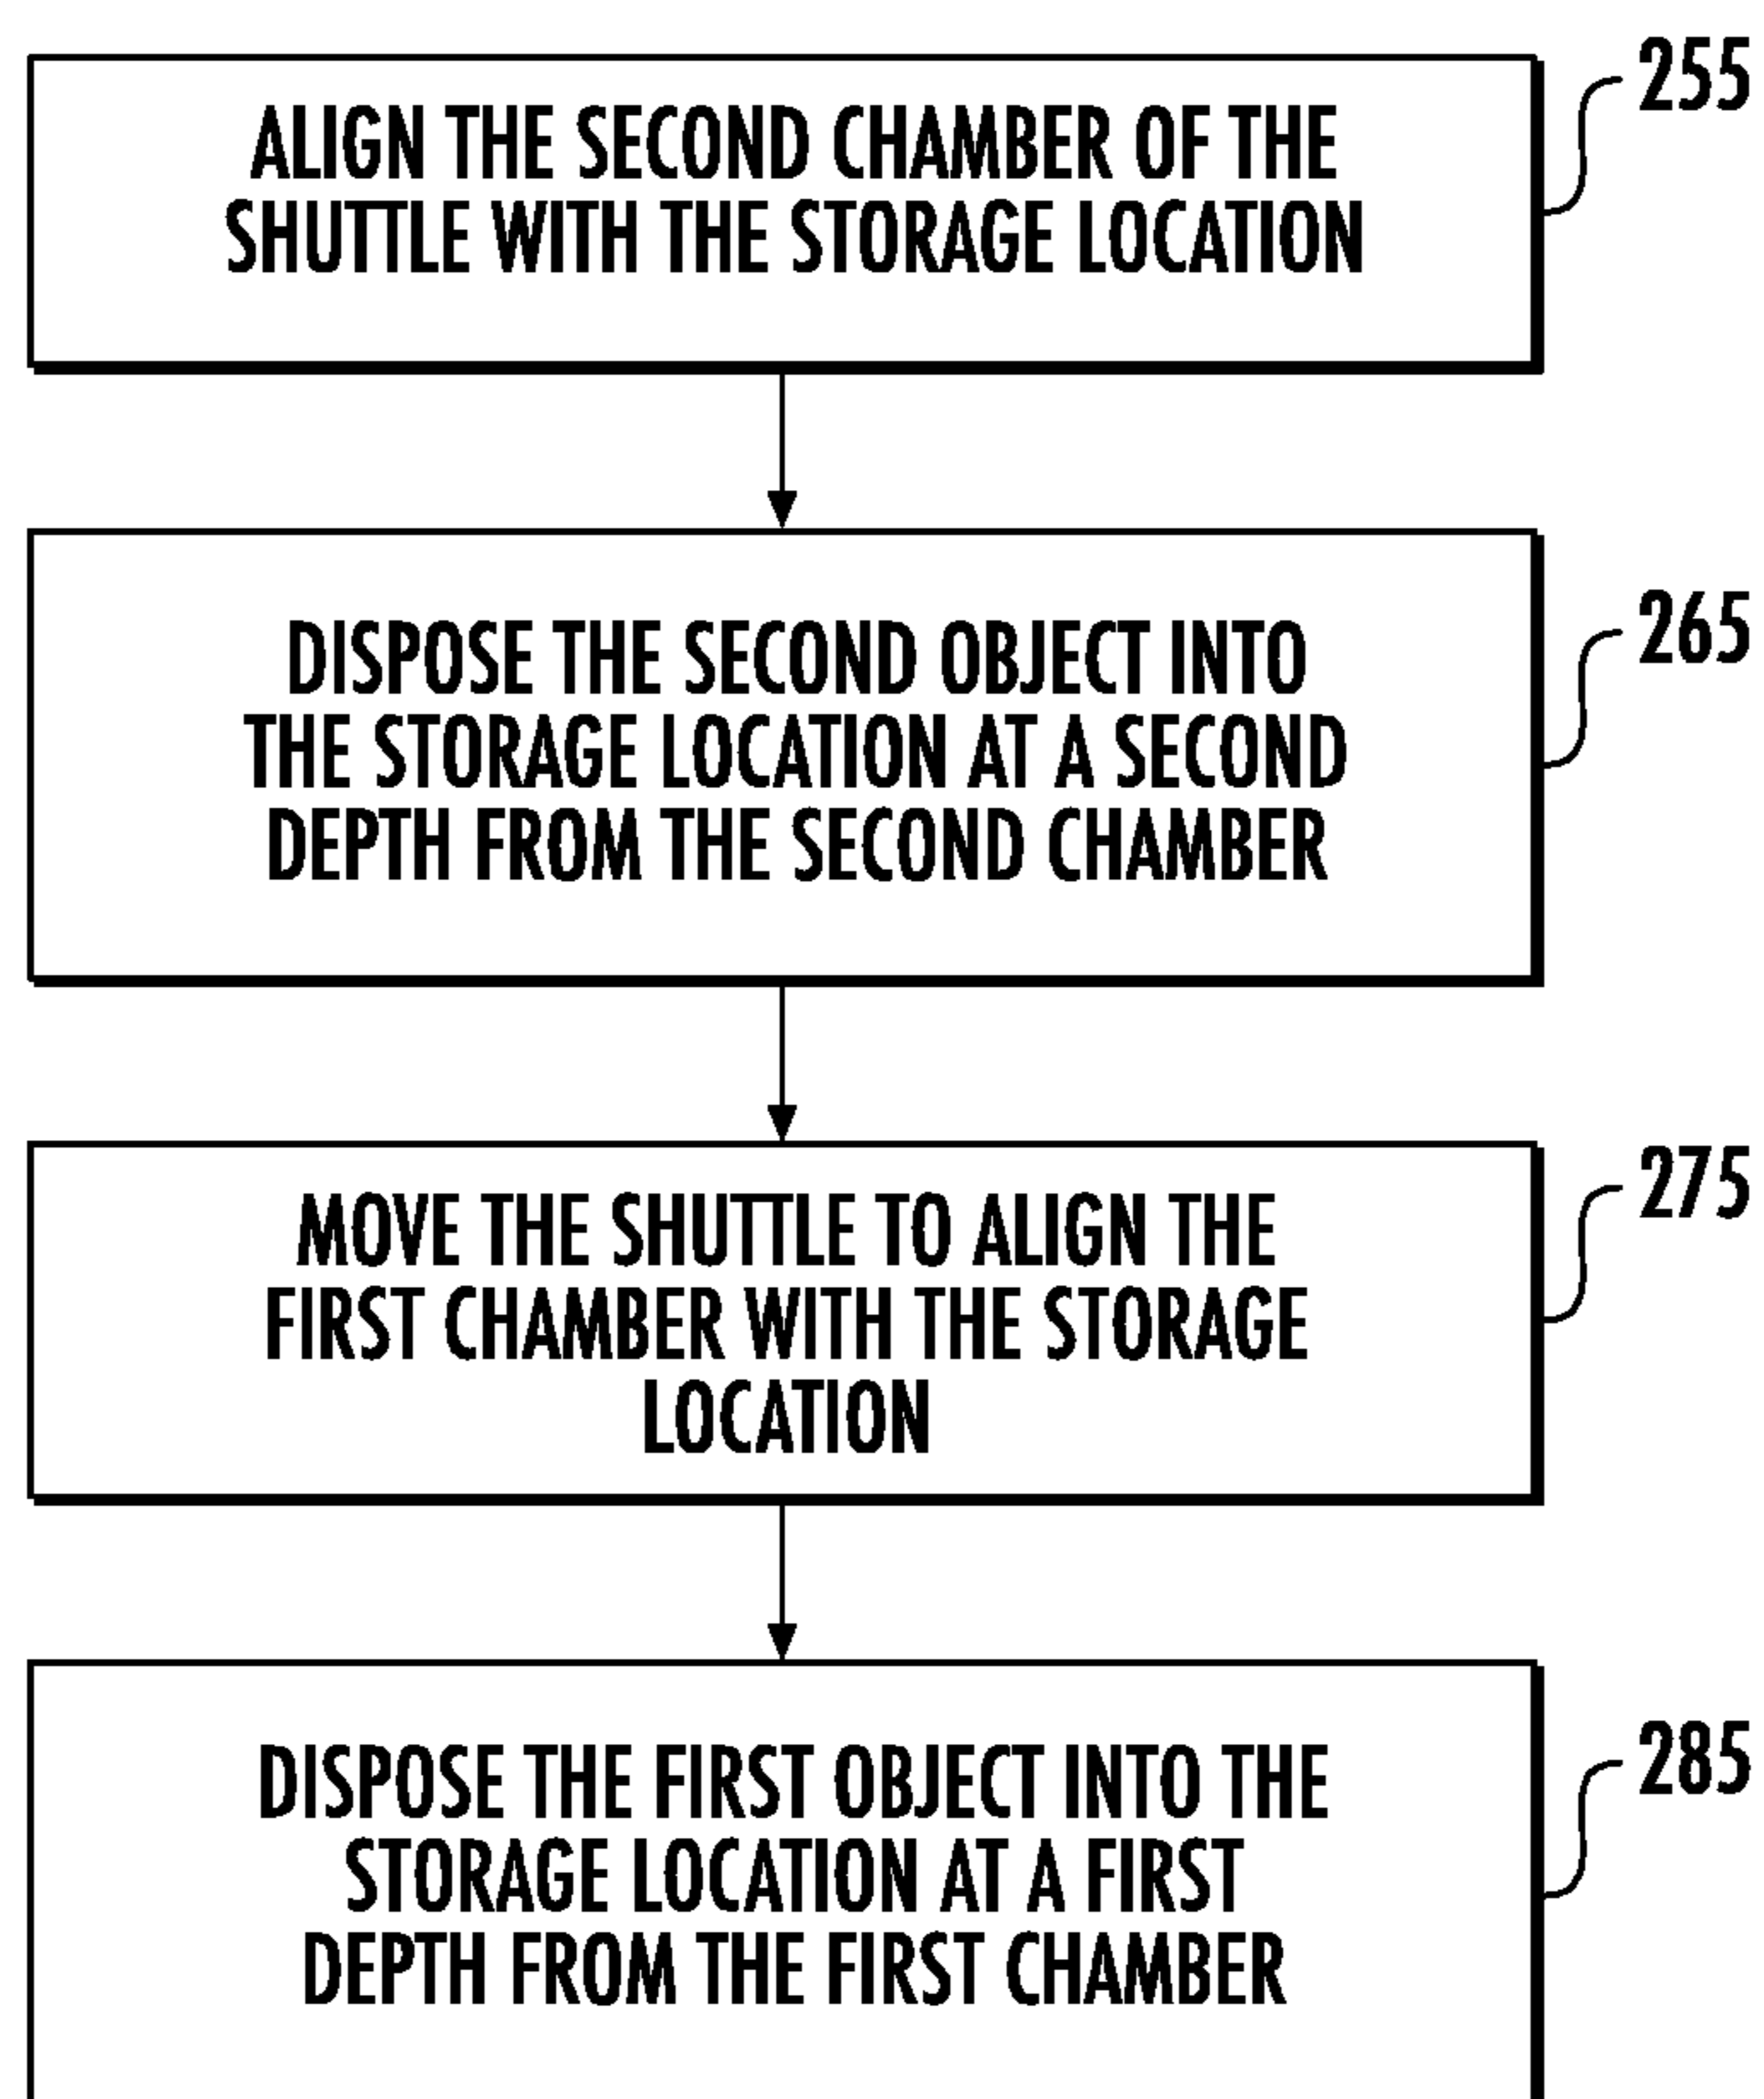 ALIGN THE SECOND CHAMBER OF THE
SHUTTLE WITH THE STORAGE LOCATION
255
DISPOSE THE SECOND OBJECT INTO
THE STORAGE LOCATION AT A SECOND
DEPTH FROM THE SECOND CHAMBER
265
MOVE THE SHUTTLE TO ALIGN THE
FIRST CHAMBER WITH THE STORAGE
LOCATION
275
DISPOSE THE FIRST OBJECT INTO THE
STORAGE LOCATION AT A FIRST
DEPTH FROM THE FIRST CHAMBER
285